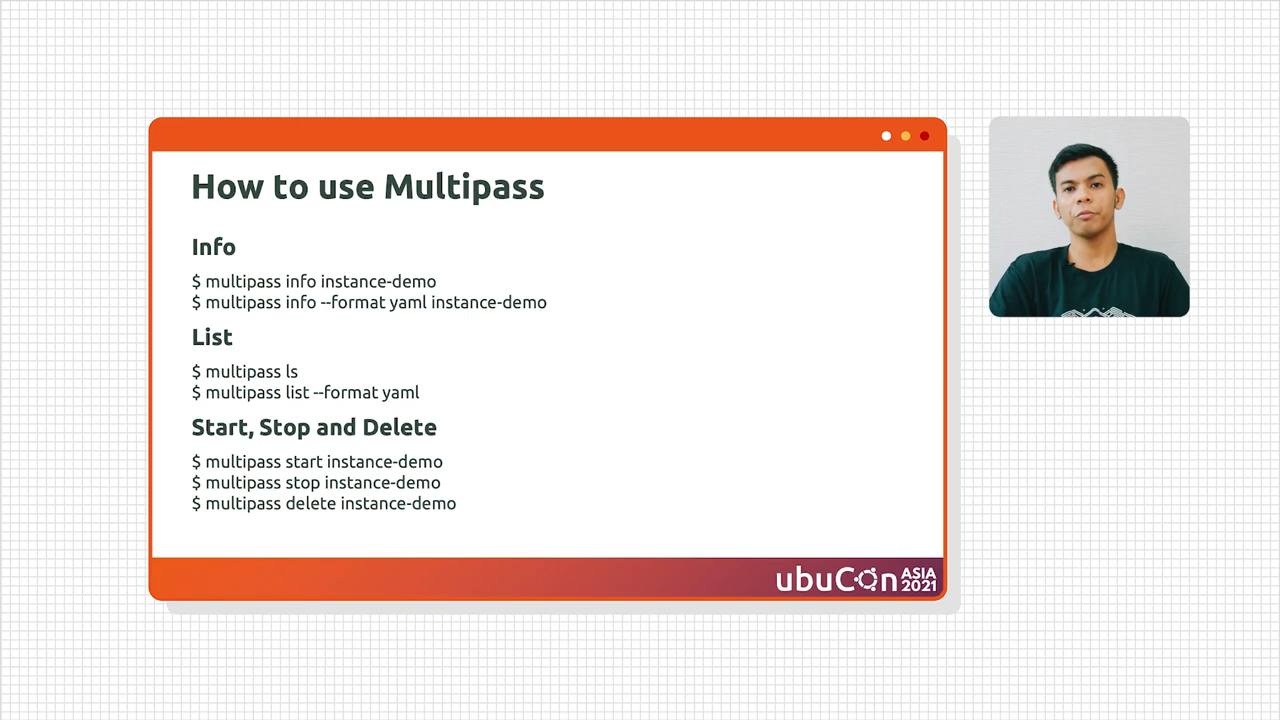 How to use Multipass
Info
$ multipass info instance-demo
$ multipass info --format yaml instance-demo
List
$ multipass ls
$ multipass list --format yaml
Start, Stop and Delete
$ multipass start instance-demo
$ multipass stop instance-demo
$ multipass delete instance-demo
ubuCon ASIA 2021